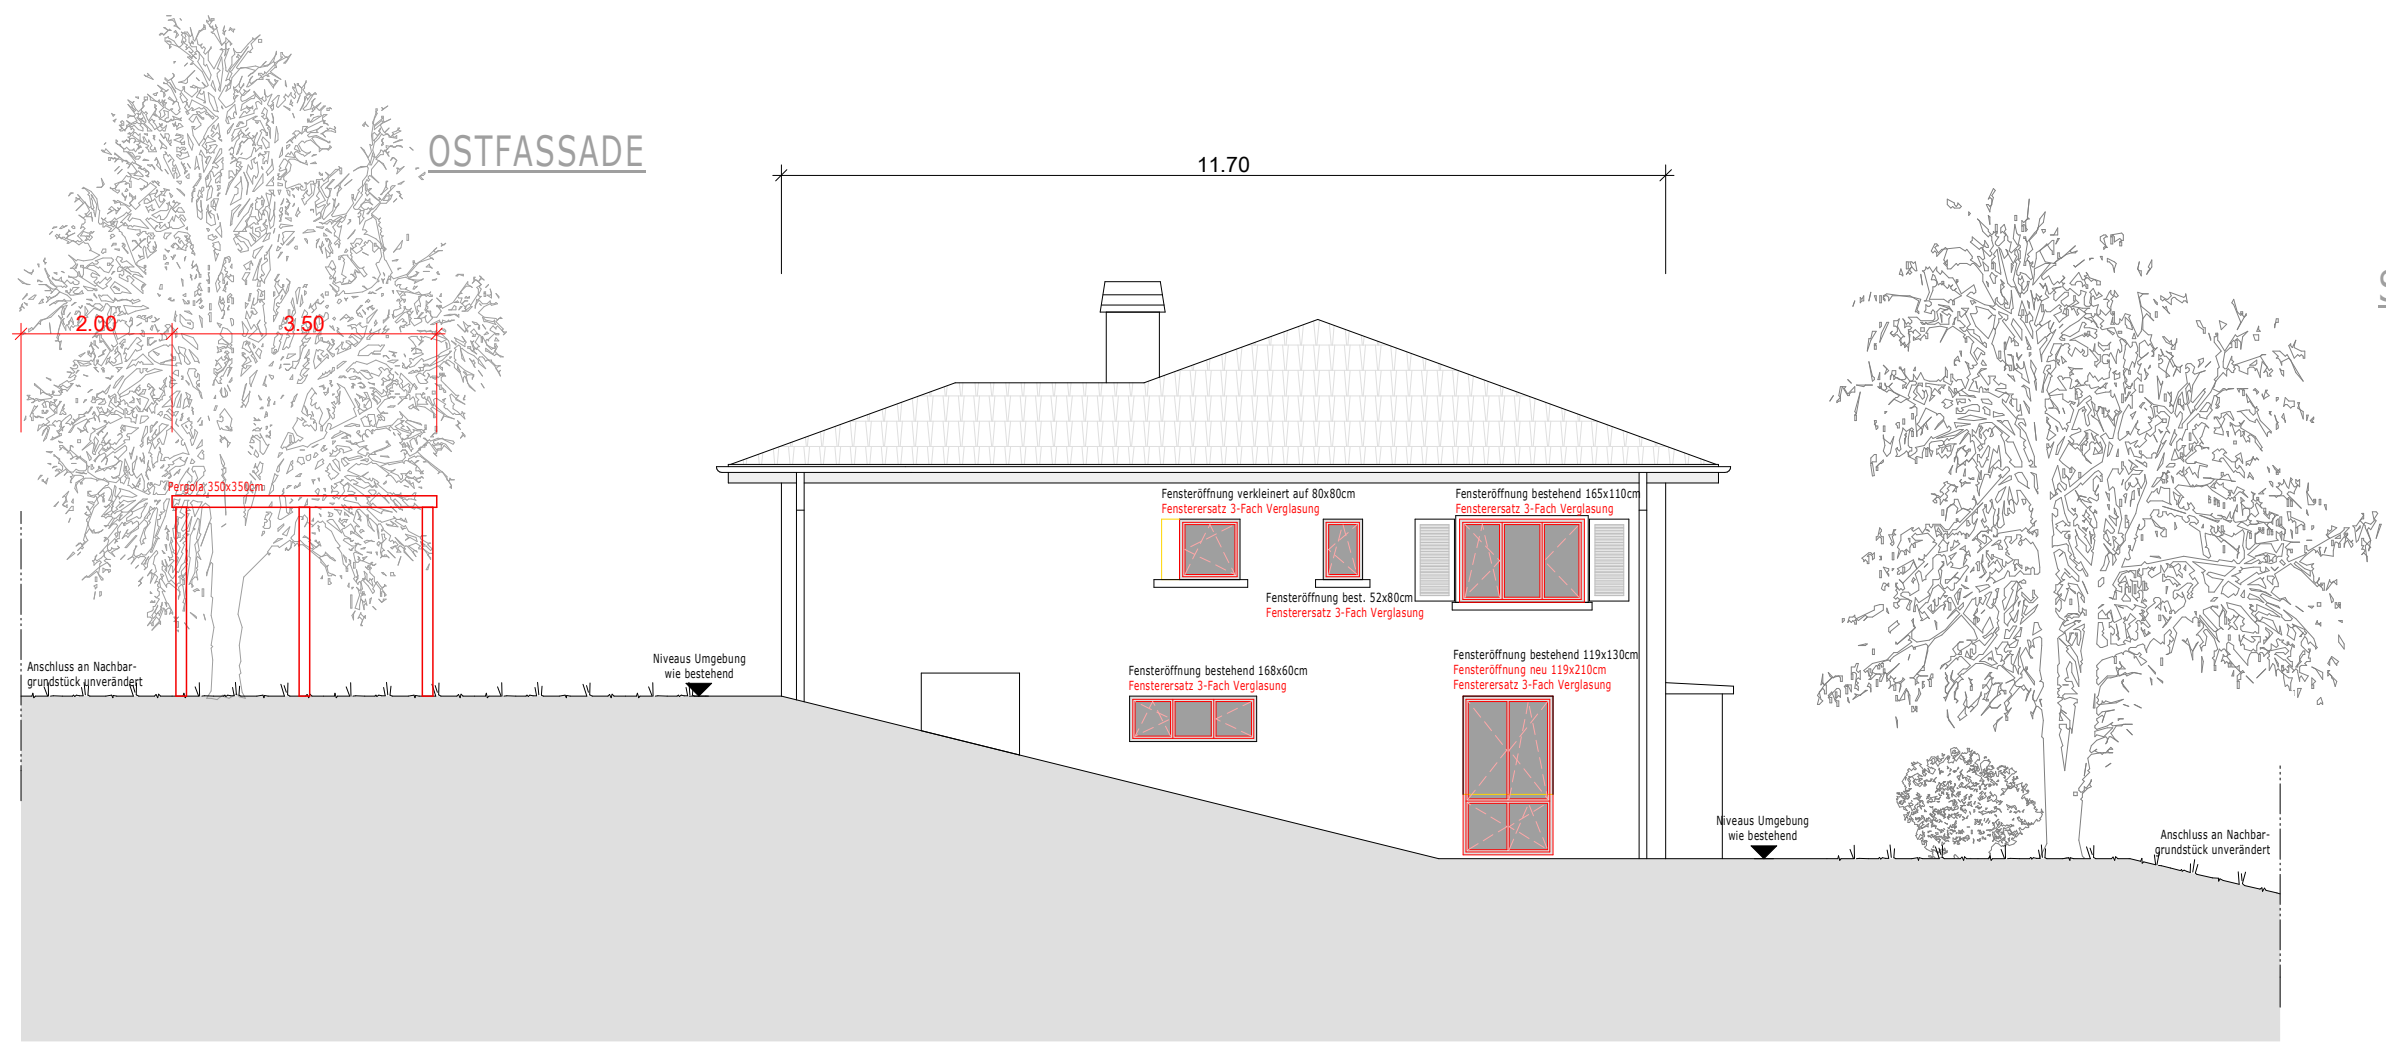 OSTFASSADE
11.70
2.00
3.50
Pergola 350x350cm
Fensteröffnung verkleinert auf 80x80cm
Fensterersatz 3-Fach Verglasung
Fensteröffnung bestehend 165x110cm
Fensterersatz 3-Fach Verglasung
Fensteröffnung best. 52x80cm
Fensterersatz 3-Fach Verglasung
Anschluss an Nachbar-
grundstück unverändert
Niveaus Umgebung
wie bestehend
Fensteröffnung bestehend 168x60cm
Fensterersatz 3-Fach Verglasung
Fensteröffnung bestehend 119x130cm
Fensteröffnung neu 119x210cm
Fensterersatz 3-Fach Verglasung
Niveaus Umgebung
wie bestehend
Anschluss an Nachbar-
grundstück unverändert